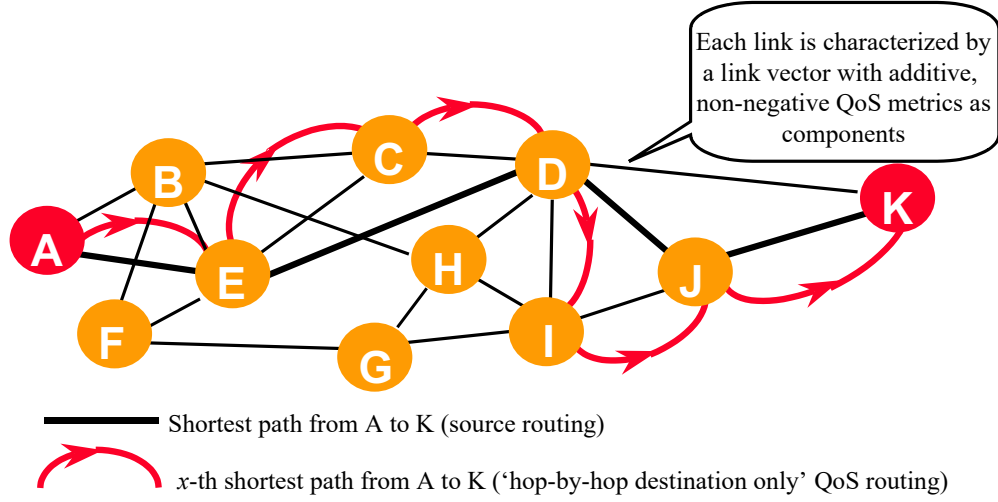 Each link is characterized by
a link vector with additive,
non-negative QoS metrics as
components
C
B
D
K
A
H
E
J
F
I
G
Shortest path from A to K (source routing)
x-th shortest path from A to K (‘hop-by-hop destination only’ QoS routing)